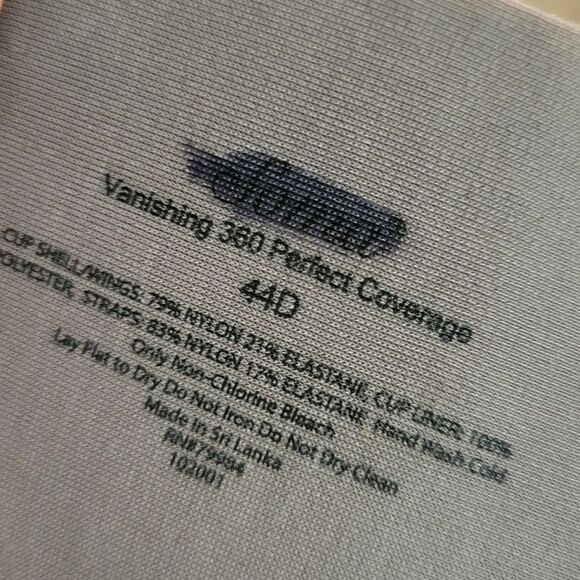 Soma
Vanishing 360 Perfect Coverage
44D
CUP SHELL/WINGS: 79% NYLON 21% ELASTANE, CUP LINER: 100%
POLYESTER, STRAPS: 83% NYLON 17% ELASTANE Hand Wash Cold
Only Non-Chlorine Bleach
Lay Flat to Dry Do Not Iron Do Not Dry Clean
Made in Sri Lanka
RN#79984
102001